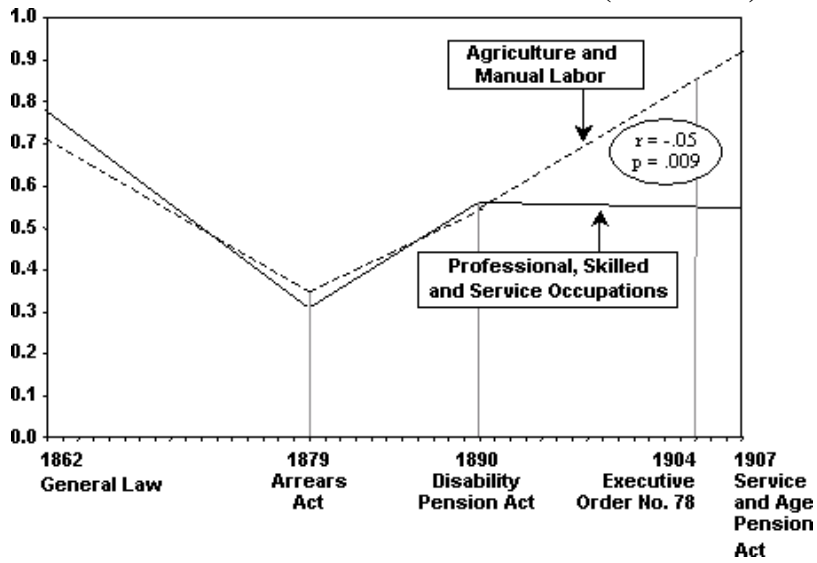 1.0
0.9
0.8
0.7
0.6
0.5
0.4
0.3
0.2
0.1
0.0
Agriculture and
Manual Labor
r = -.05
p = .009
Professional, Skilled
and Service Occupations
1862
General Law
1879
Arrears
Act
1890
Disability
Pension Act
1904
Executive
Order No. 78
1907
Service
and Age
Pension
Act